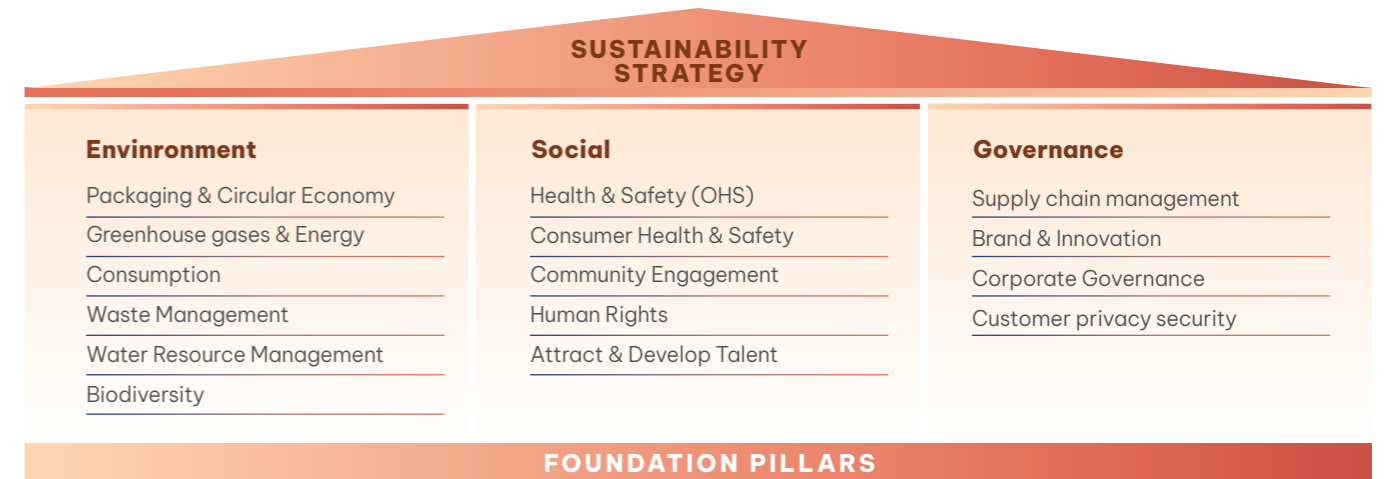 SUSTAINABILITY
STRATEGY
Envinronment
Packaging & Circular Economy
Greenhouse gases & Energy
Consumption
Waste Management
Water Resource Management
Biodiversity
Social
Health & Safety (OHS)
Consumer Health & Safety
Community Engagement
Human Rights
Attract & Develop Talent
Governance
Supply chain management
Brand & Innovation
Corporate Governance
Customer privacy security
FOUNDATION PILLARS